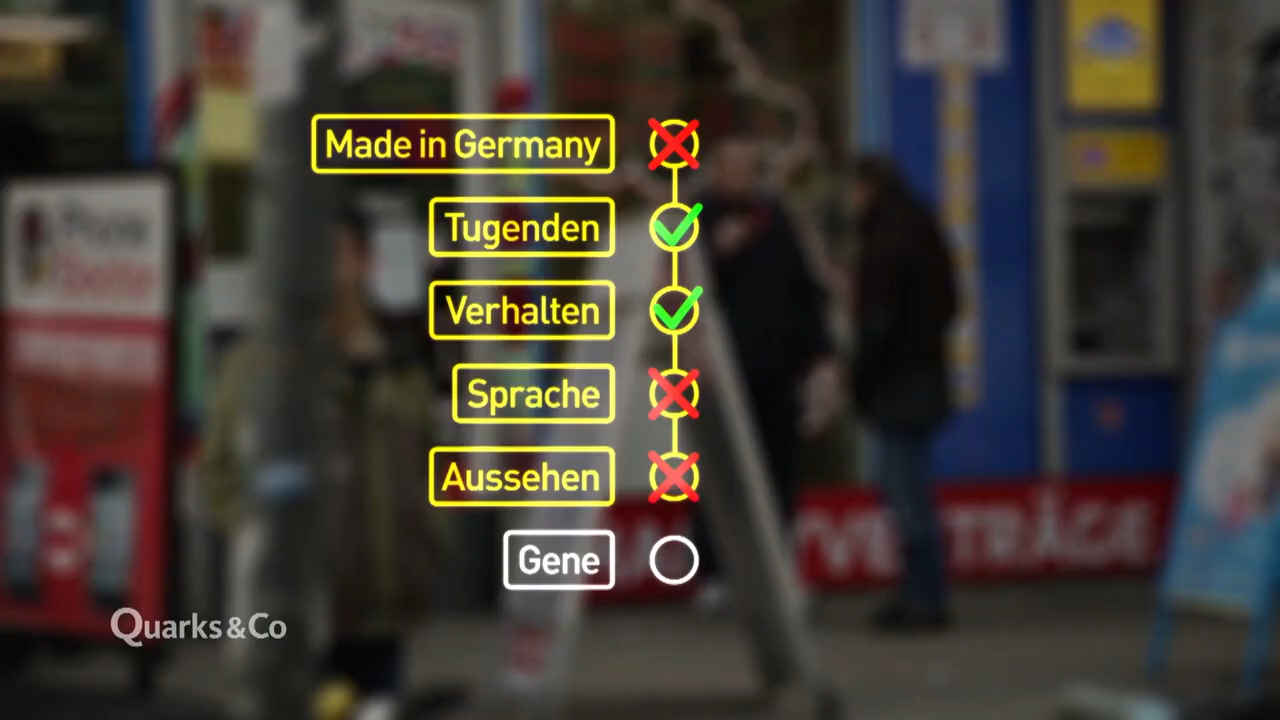 Made in Germany
Tugenden
Verhalten
Sprache
Aussehen
Gene
Quarks & Co